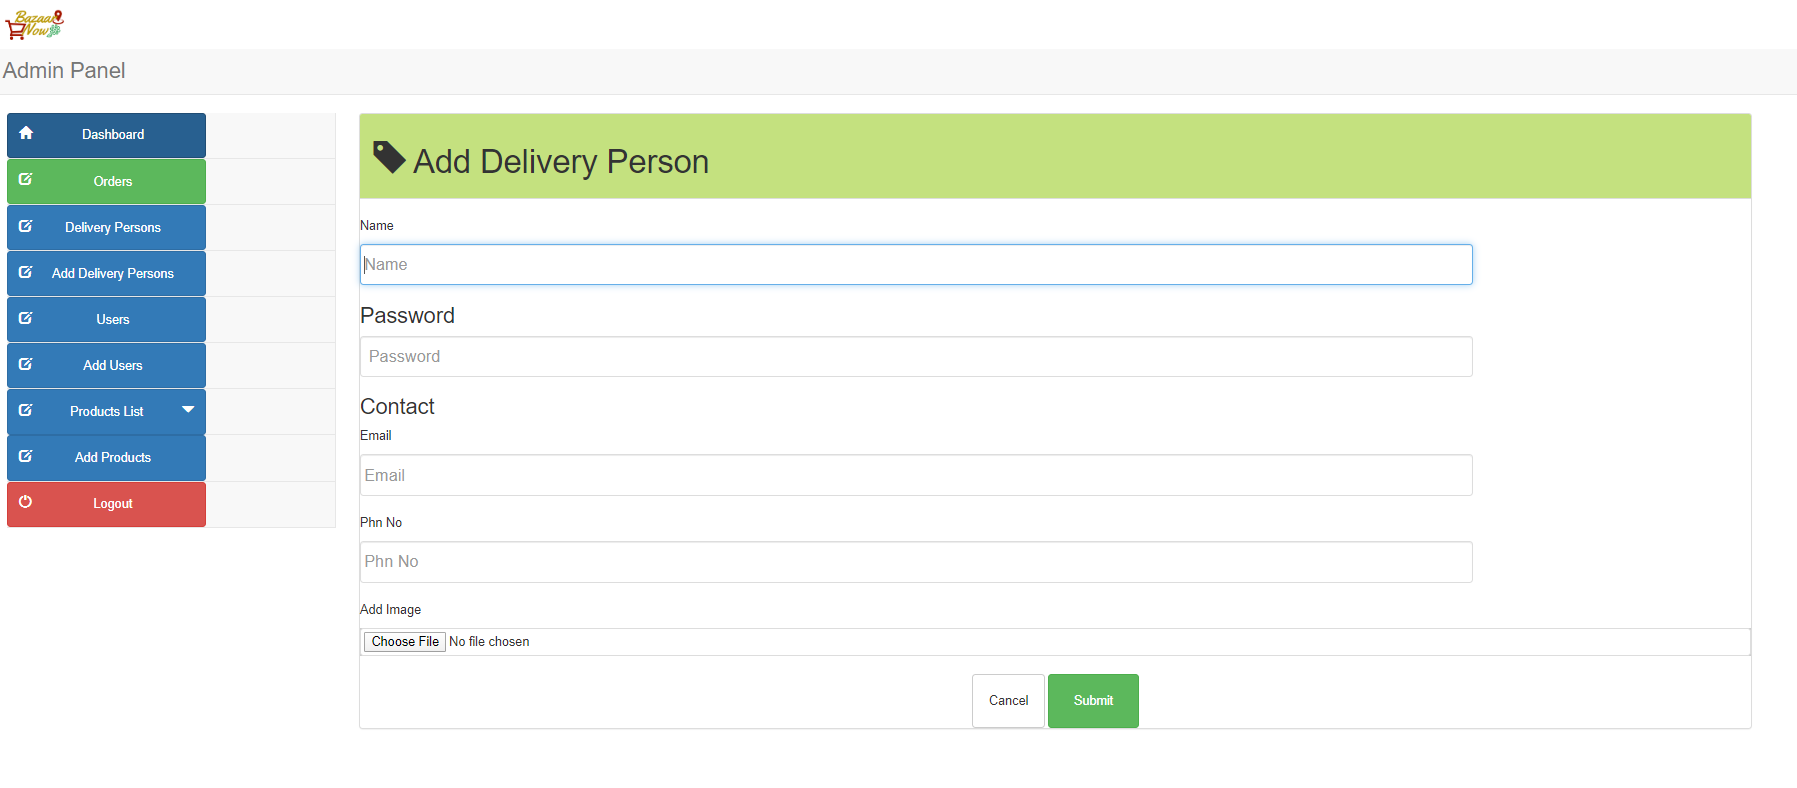 Bazaar
Now
Admin Panel
Dashboard
Orders
Delivery Persons
Add Delivery Persons
Users
Add Users
Products List
Add Products
Logout
Add Delivery Person
Name
Name
Password
Password
Contact
Email
Email
Phn No
Phn No
Add Image
Choose File No file chosen
Cancel Submit